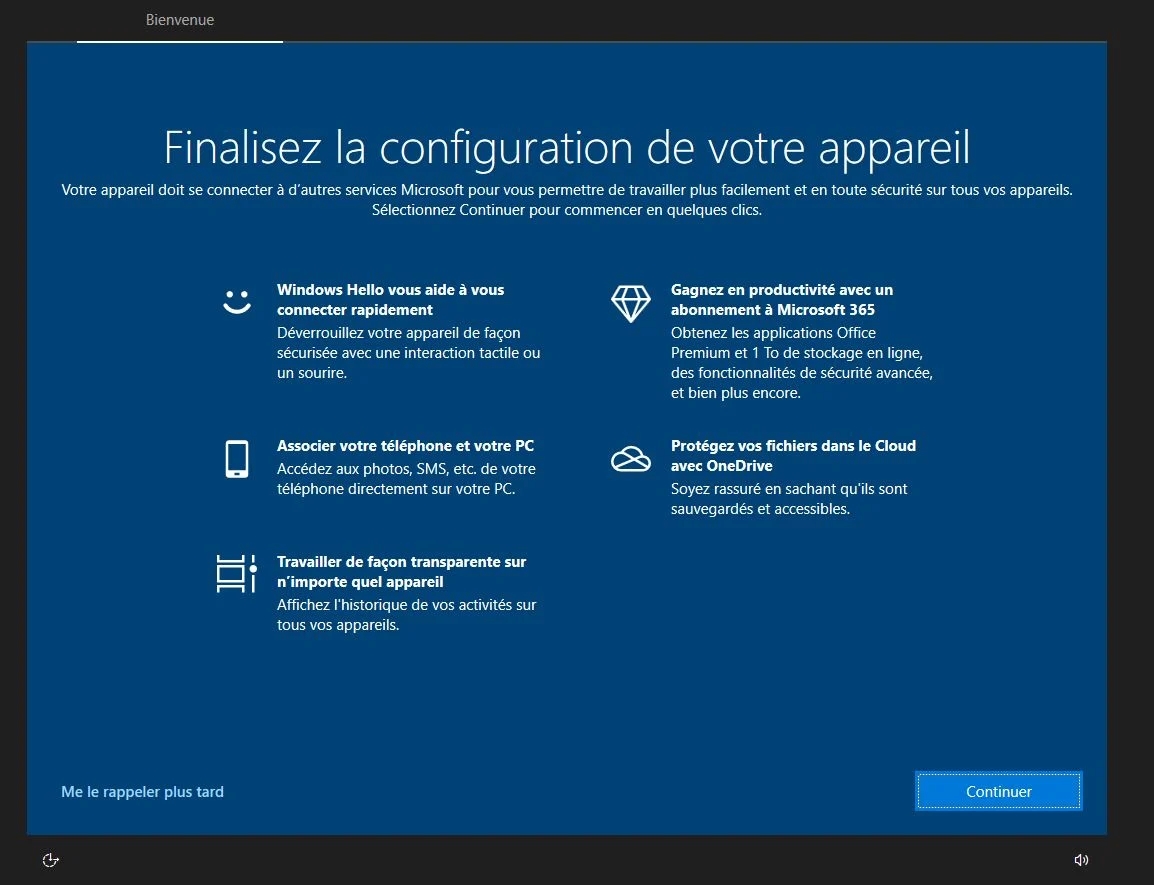 Bienvenue
Finalisez la configuration de votre appareil
Votre appareil doit se connecter à d’autres services Microsoft pour vous permettre de travailler plus facilement et en toute sécurité sur tous vos appareils.
Sélectionnez Continuer pour commencer en quelques clics.
Windows Hello vous aide à vous
connecter rapidement
Déverrouillez votre appareil de façon
sécurisée avec une interaction tactile ou
un sourire.
Gagnez en productivité avec un
abonnement à Microsoft 365
Obtenez les applications Office
Premium et 1 To de stockage en ligne,
des fonctionnalités de sécurité avancée,
et bien plus encore.
Associer votre téléphone et votre PC
Accédez aux photos, SMS, etc. de votre
téléphone directement sur votre PC.
Protégez vos fichiers dans le Cloud
avec OneDrive
Soyez rassuré en sachant qu'ils sont
sauvegardés et accessibles.
Travailler de façon transparente sur
n’importe quel appareil
Affichez l'historique de vos activités sur
tous vos appareils.
Me le rappeler plus tard
Continuer